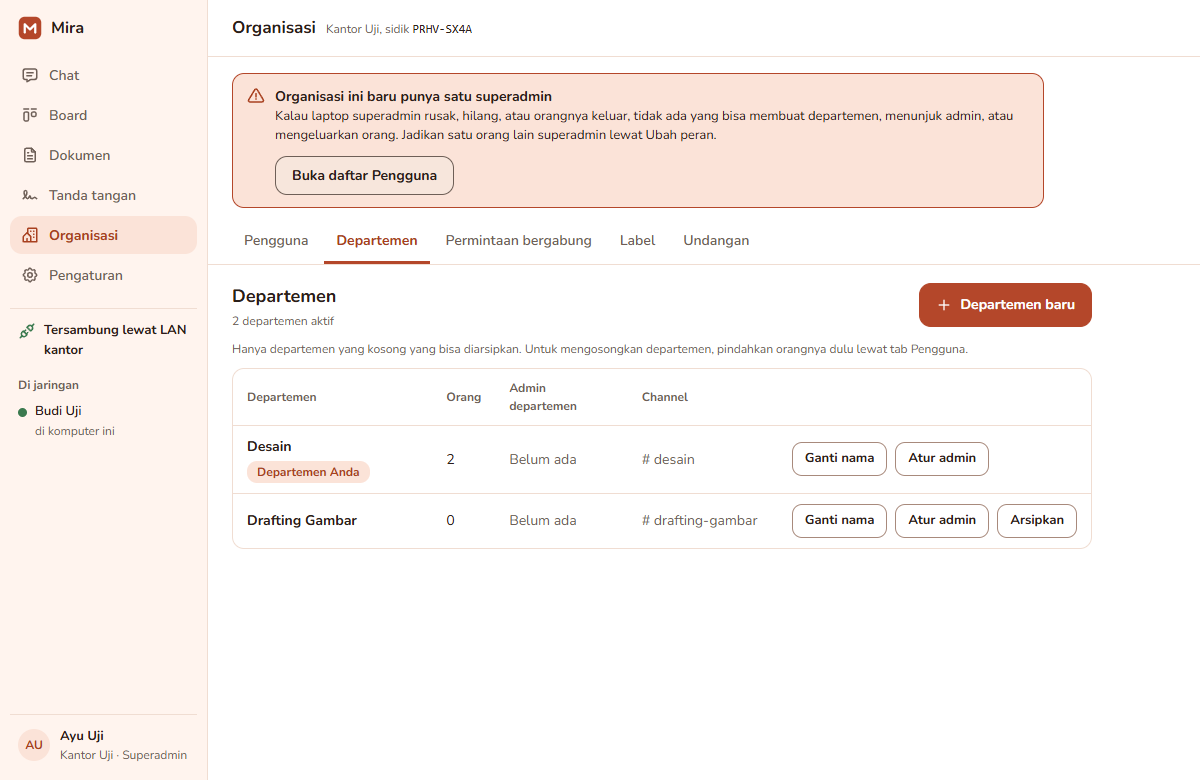 Mira
Chat
Board
Dokumen
Tanda tangan
Organisasi
Pengaturan
Tersambung lewat LAN
kantor
Di jaringan
Budi Uji
di komputer ini
AU
Ayu Uji
Kantor Uji · Superadmin
Organisasi Kantor Uji, sidik PRHV-SX4A
Organisasi ini baru punya satu superadmin
Kalau laptop superadmin rusak, hilang, atau orangnya keluar, tidak ada yang bisa membuat departemen, menunjuk admin, atau
mengeluarkan orang. Jadikan satu orang lain superadmin lewat Ubah peran.
Buka daftar Pengguna
Pengguna Departemen Permintaan bergabung Label Undangan
Departemen
2 departemen aktif
+ Departemen baru
Hanya departemen yang kosong yang bisa diarsipkan. Untuk mengosongkan departemen, pindahkan orangnya dulu lewat tab Pengguna.
Departemen Orang Admin departemen Channel
Desain
Departemen Anda
2 Belum ada # desain Ganti nama Atur admin
Drafting Gambar 0 Belum ada # drafting-gambar Ganti nama Atur admin Arsipkan